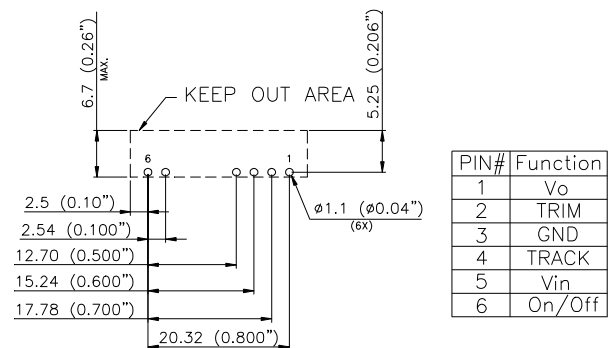 6.7 (0.26”)
MAX.
5.25 (0.206”)
KEEP OUT AREA
6
1
2.5 (0.10”)
ø1.1 (ø0.04”)
(6X)
2.54 (0.100”)
12.70 (0.500”)
15.24 (0.600”)
17.78 (0.700”)
20.32 (0.800”)
PIN# Function
1 Vo
2 TRIM
3 GND
4 TRACK
5 Vin
6 On/Off